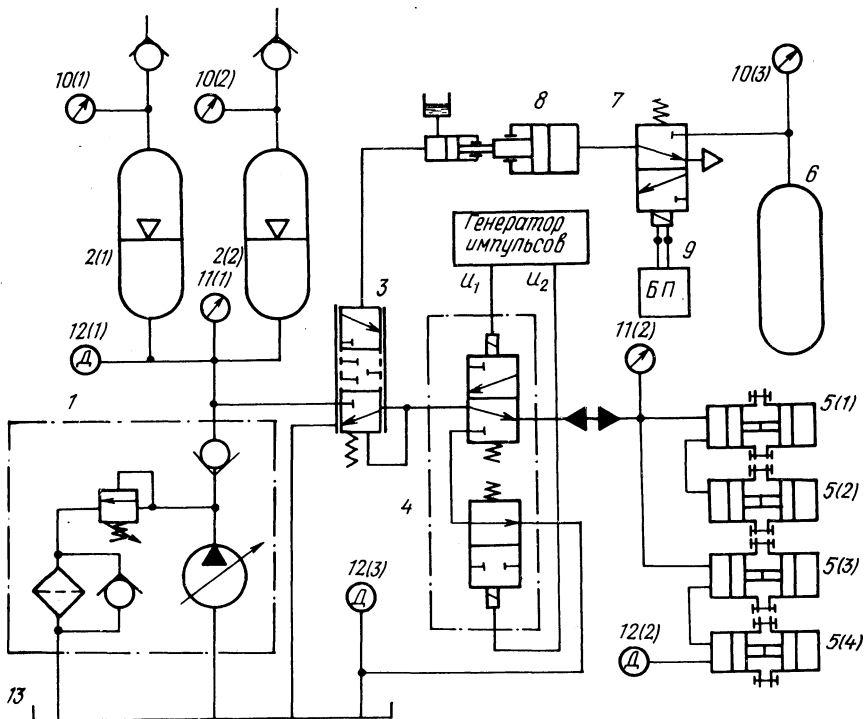 10(1)
10(2)
8
7
10(3)
6
2(1)
2(2)
11(1)
3
Генератор
импульсов
U₁
U₂
9
БП
12(1)
Д
11(2)
1
5(1)
4
5(2)
12(3)
Д
5(3)
12(2)
Д
5(4)
13